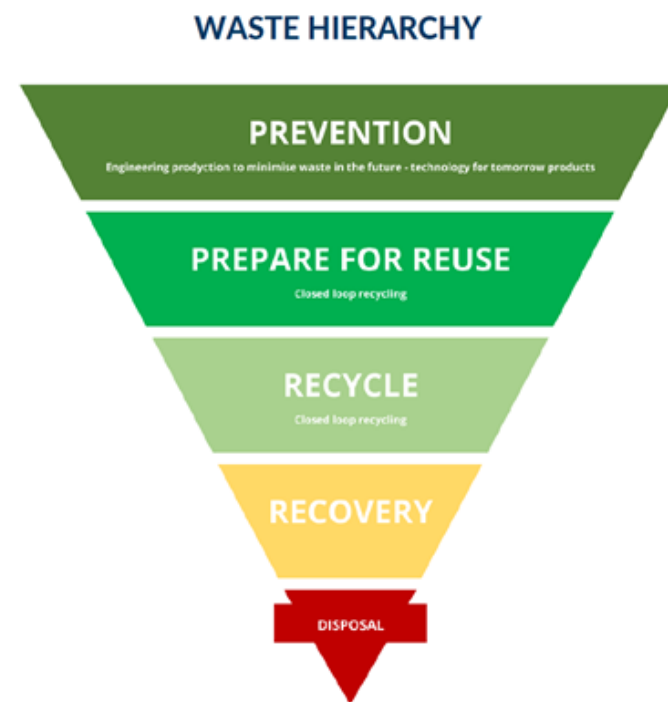 WASTE HIERARCHY
PREVENTION
Engineering prodyction to minimise waste in the future - technology for tomorrow products
PREPARE FOR REUSE
Closed loop recycling
RECYCLE
Closed loop recycling
RECOVERY
DISPOSAL